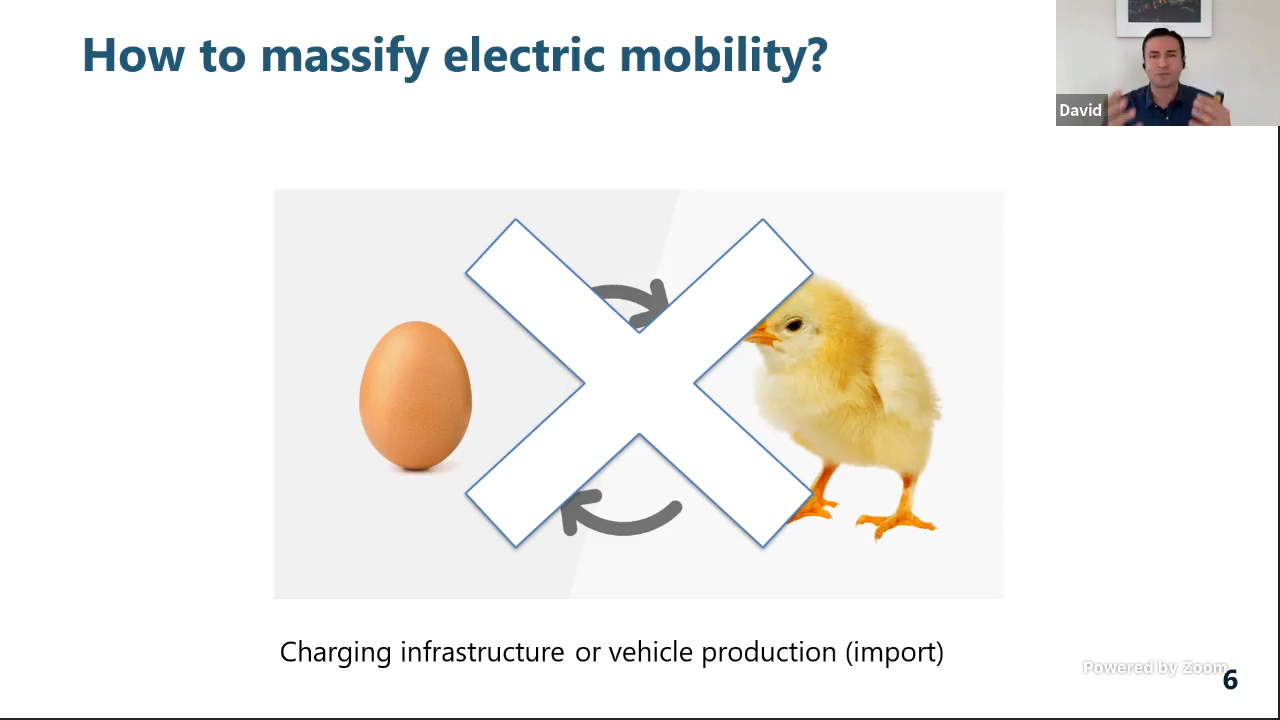 How to massify electric mobility?
David
Charging infrastructure or vehicle production (import)
Powered by Zoom
6